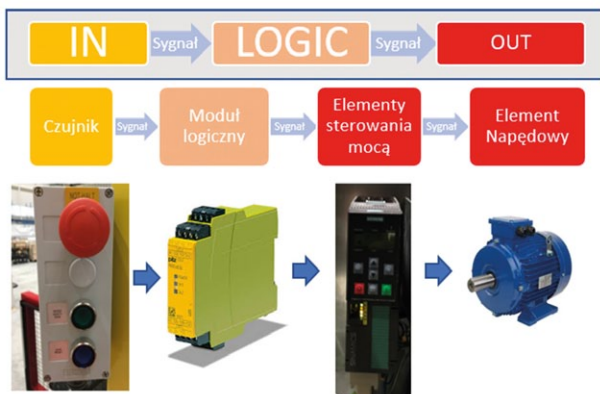 IN
Sygnał
LOGIC
Sygnał
OUT
Czujnik
Sygnał
Moduł
logiczny
Sygnał
Elementy
sterowania
mocą
Sygnał
Element
Napędowy
pilz